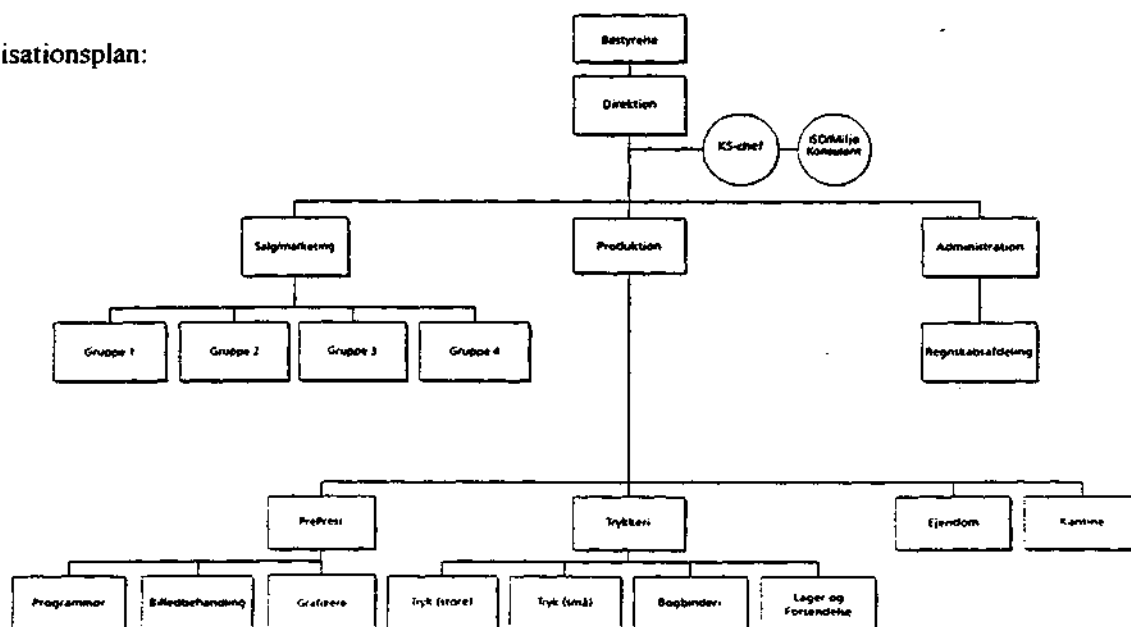 isationsplan:
Bestyrelse
Direktion
KS-chef
ISO/Miljø
Konsulent
Salg/marketing
Produktion
Administration
Gruppe 1
Gruppe 2
Gruppe 3
Gruppe 4
Regnskabsafdeling
PrePress
Trykkeri
Ejendom
Kantine
Programmør
Billedbehandling
Grafikere
Tryk (store)
Tryk (små)
Bogbinderi
Lager og
Forsendelse